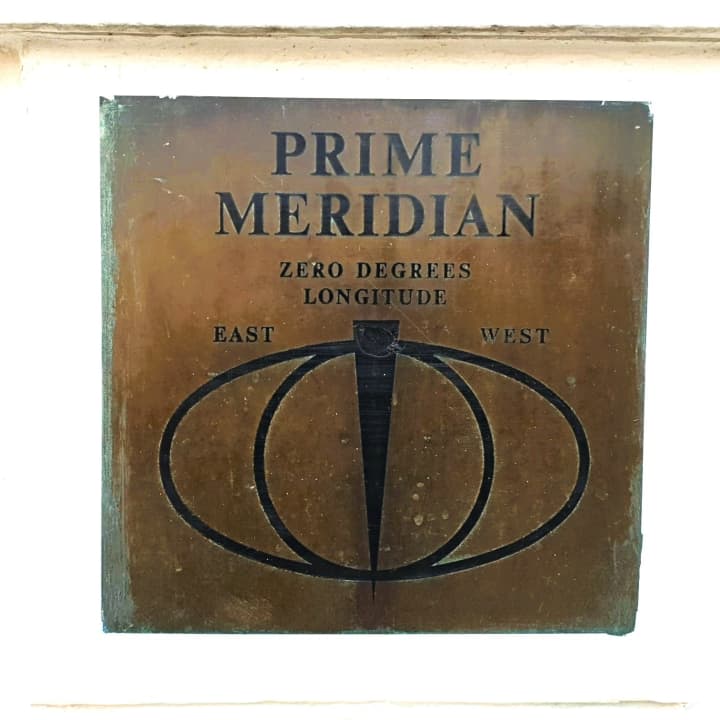 PRIME
MERIDIAN
ZERO DEGREES
LONGITUDE
EAST WEST